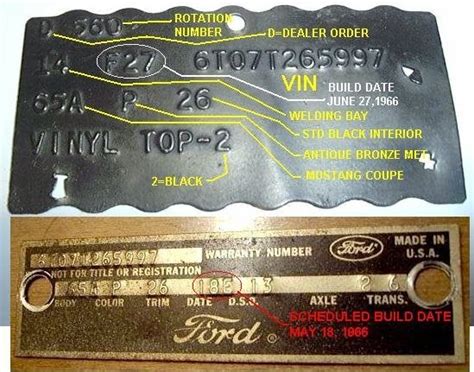 D 560 ROTATION NUMBER
D=DEALER ORDER
14 F27 6T07T265997
VIN BUILD DATE
JUNE 27,1966
65A P 26
WELDING BAY
STD BLACK INTERIOR
VINYL TOP-2
ANTIQUE BRONZE MET.
MOSTANG COUPE
2=BLACK
6T07T265997 WARRANTY NUMBER Ford MADE IN U.S.A.
NOT FOR TITLE OR REGISTRATION
65A P 26 18E 13 2 6
BODY COLOR TRIM DATE D.S.O. AXLE TRANS.
SCHEDULED BUILD DATE
MAY 18, 1966
Ford